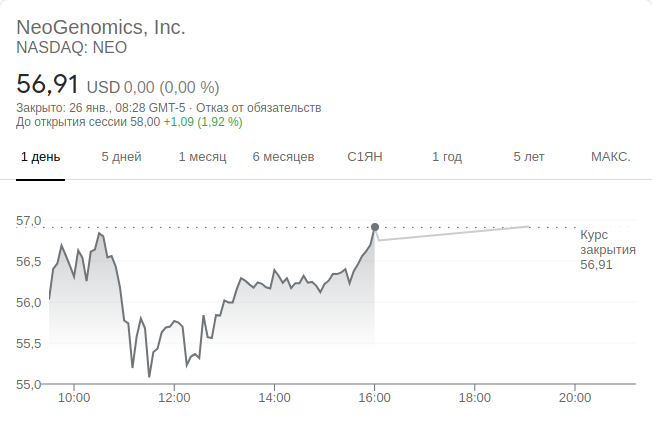 NeoGenomics, Inc.
NASDAQ: NEO
56,91 USD 0,00 (0,00 %)
Закрыто: 26 янв., 08:28 GMT-5 · Отказ от обязательств
До открытия сессии 58,00 +1,09 (1,92 %)
1 день 5 дней 1 месяц 6 месяцев С1ЯН 1 год 5 лет МАКС.
57,0
Курс
закрытия
56,91
56,5
56,0
55,5
55,0
10:00 12:00 14:00 16:00 18:00 20:00